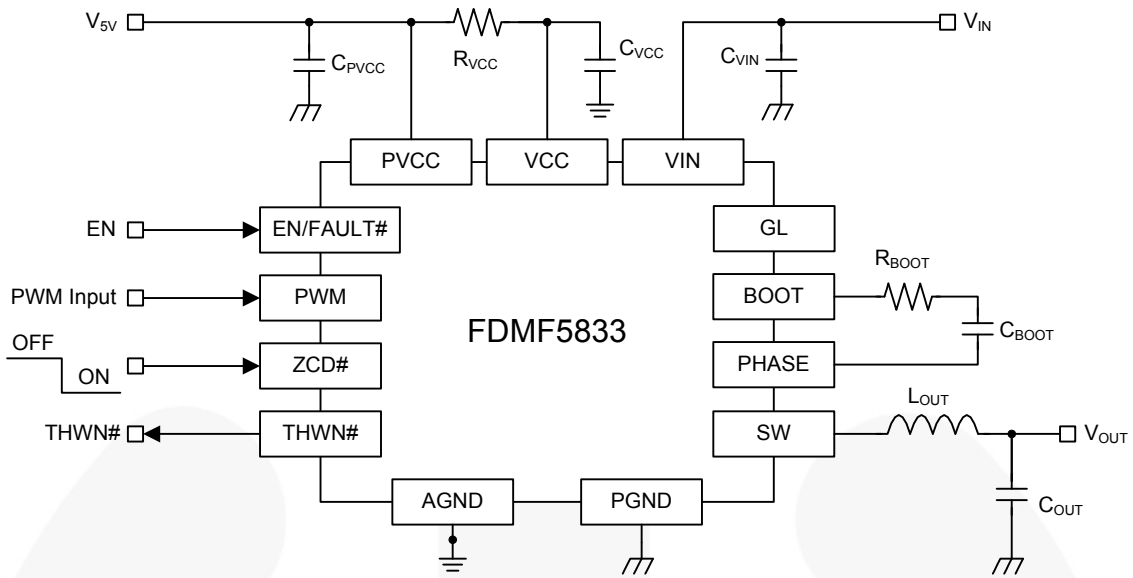 V5V
RVCC
CPVCC
CVCC
CVIN
VIN
PVCC
VCC
VIN
EN
EN/FAULT#
GL
RBOOT
PWM Input
PWM
BOOT
FDMF5833
CBOOT
OFF
ON
ZCD#
PHASE
LOUT
THWN#
THWN#
SW
VOUT
AGND
PGND
COUT